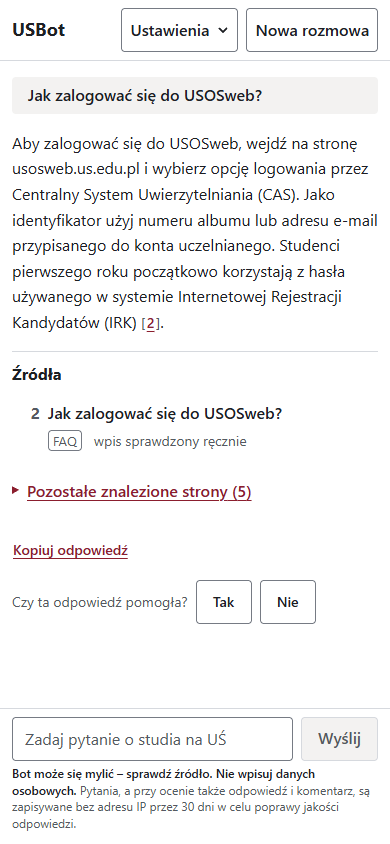 USBot
Ustawienia
Nowa rozmowa
Jak zalogować się do USOSweb?
Aby zalogować się do USOSweb, wejdź na stronę
usosweb.us.edu.pl i wybierz opcję logowania przez
Centralny System Uwierzytelniania (CAS). Jako
identyfikator użyj numeru albumu lub adresu e-mail
przypisanego do konta uczelnianego. Studenci
pierwszego roku początkowo korzystają z hasła
używanego w systemie Internetowej Rejestracji
Kandydatów (IRK) [2].
Źródła
2 Jak zalogować się do USOSweb?
FAQ wpis sprawdzony ręcznie
Pozostałe znalezione strony (5)
Kopiuj odpowiedź
Czy ta odpowiedź pomogła? Tak Nie
Zadaj pytanie o studia na UŚ Wyślij
Bot może się mylić – sprawdź źródło. Nie wpisuj danych
osobowych. Pytania, a przy ocenie także odpowiedź i komentarz, są
zapisywane bez adresu IP przez 30 dni w celu poprawy jakości
odpowiedzi.